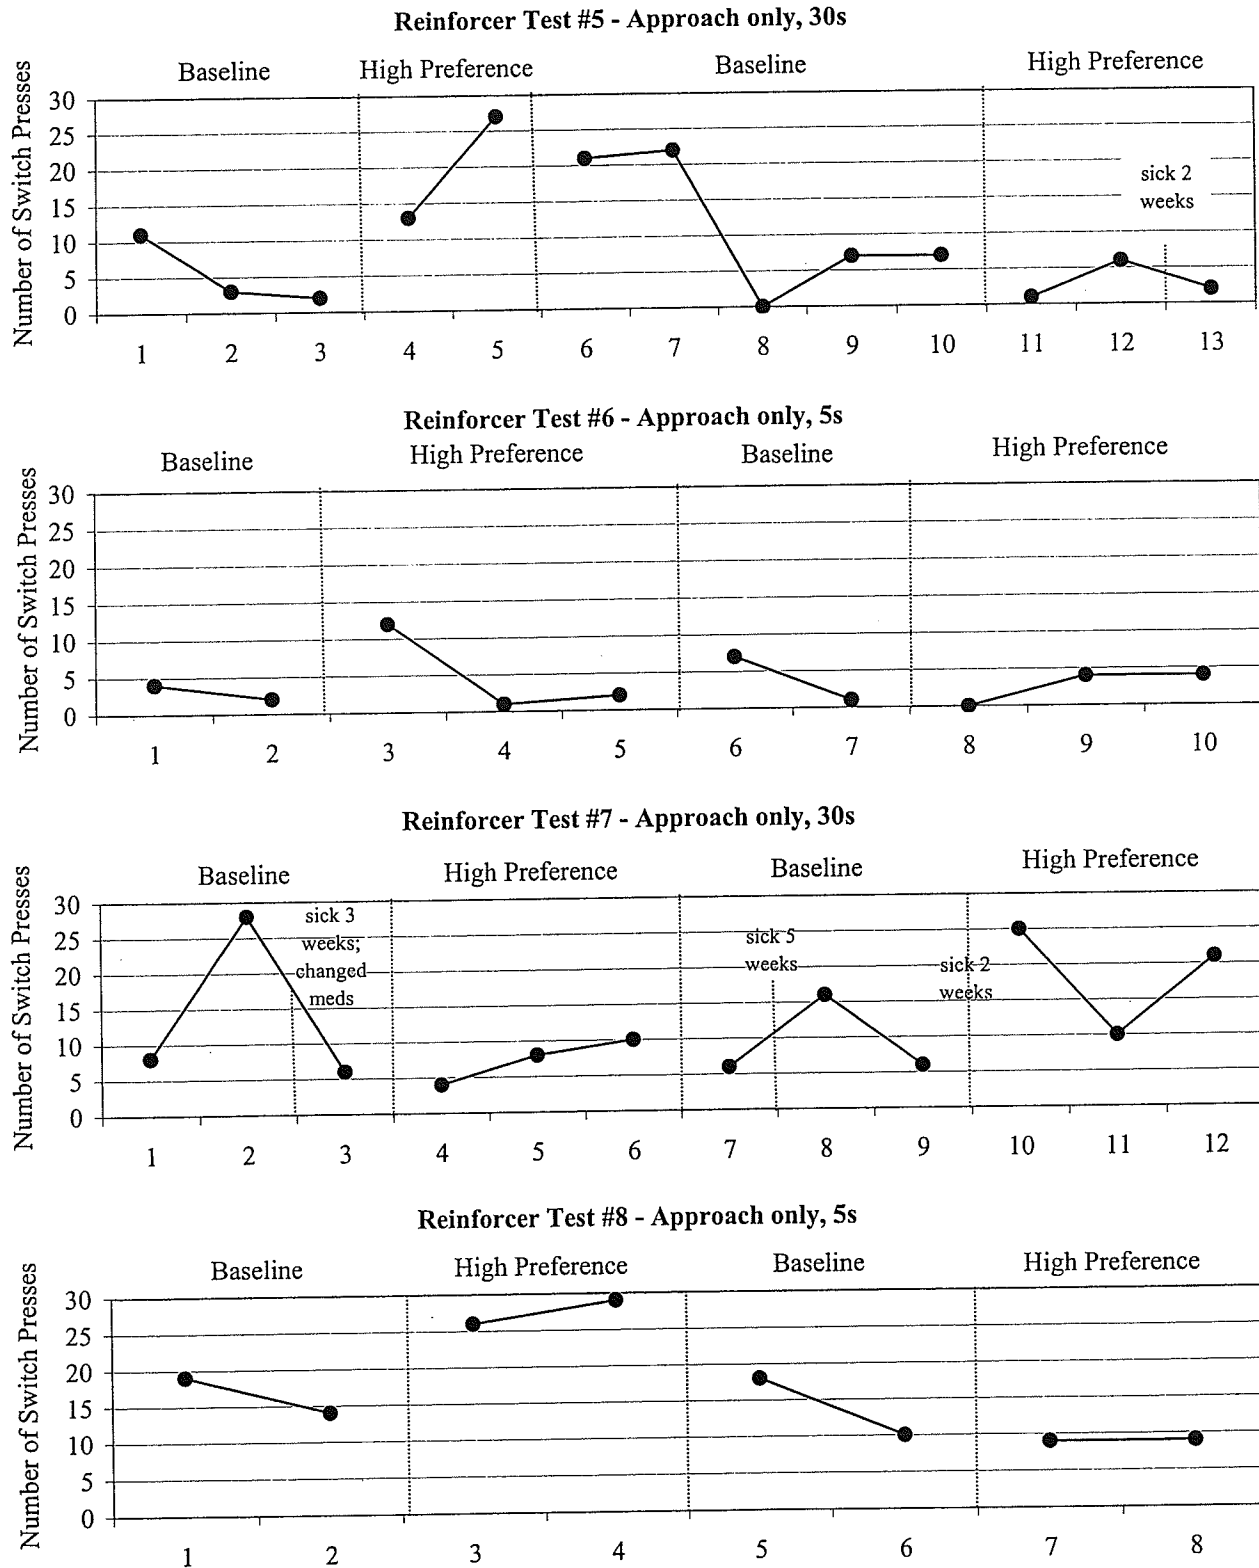 Reinforcer Test #5 - Approach only, 30s
Baseline High Preference Baseline High Preference
Number of Switch Presses
30
25
20
15
10
5
0
sick 2
weeks
1 2 3 4 5 6 7 8 9 10 11 12 13
Reinforcer Test #6 - Approach only, 5s
Baseline High Preference Baseline High Preference
Number of Switch Presses
30
25
20
15
10
5
0
1 2 3 4 5 6 7 8 9 10
Reinforcer Test #7 - Approach only, 30s
Baseline High Preference Baseline High Preference
Number of Switch Presses
30
25
20
15
10
5
0
sick 3
weeks;
changed
meds
sick 5
weeks
sick 2
weeks
1 2 3 4 5 6 7 8 9 10 11 12
Reinforcer Test #8 - Approach only, 5s
Baseline High Preference Baseline High Preference
Number of Switch Presses
30
25
20
15
10
5
0
1 2 3 4 5 6 7 8